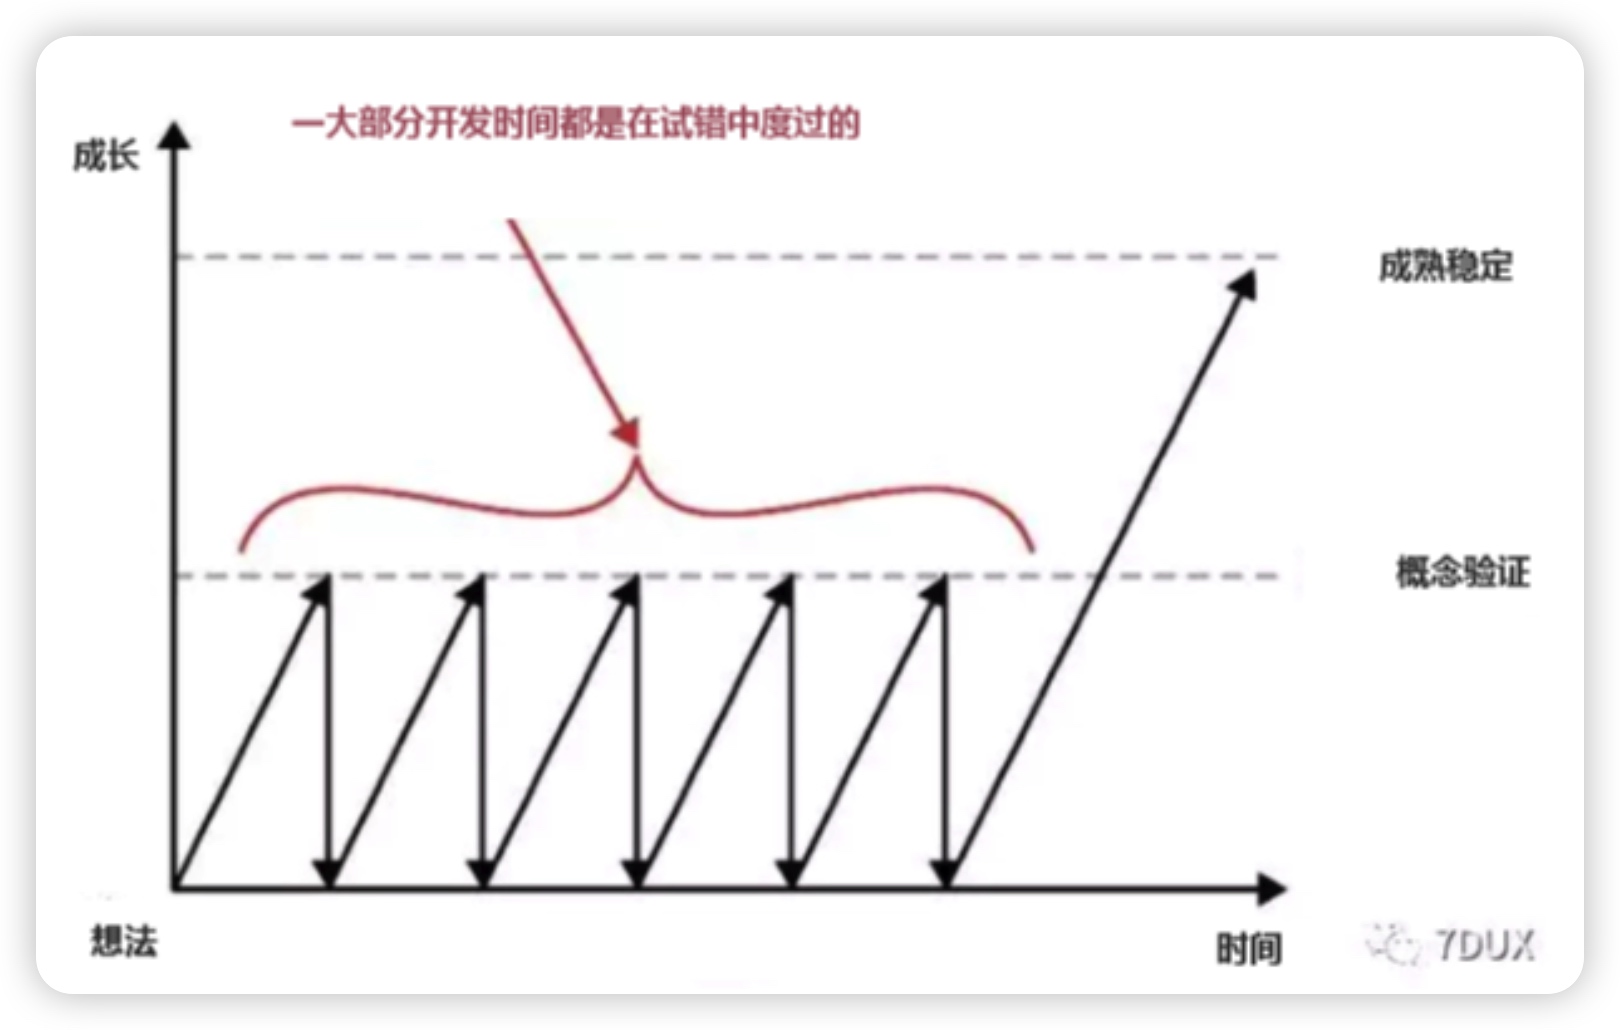 一大部分开发时间都是在试错中度过的
成长
成熟稳定
概念验证
想法
时间
7DUX